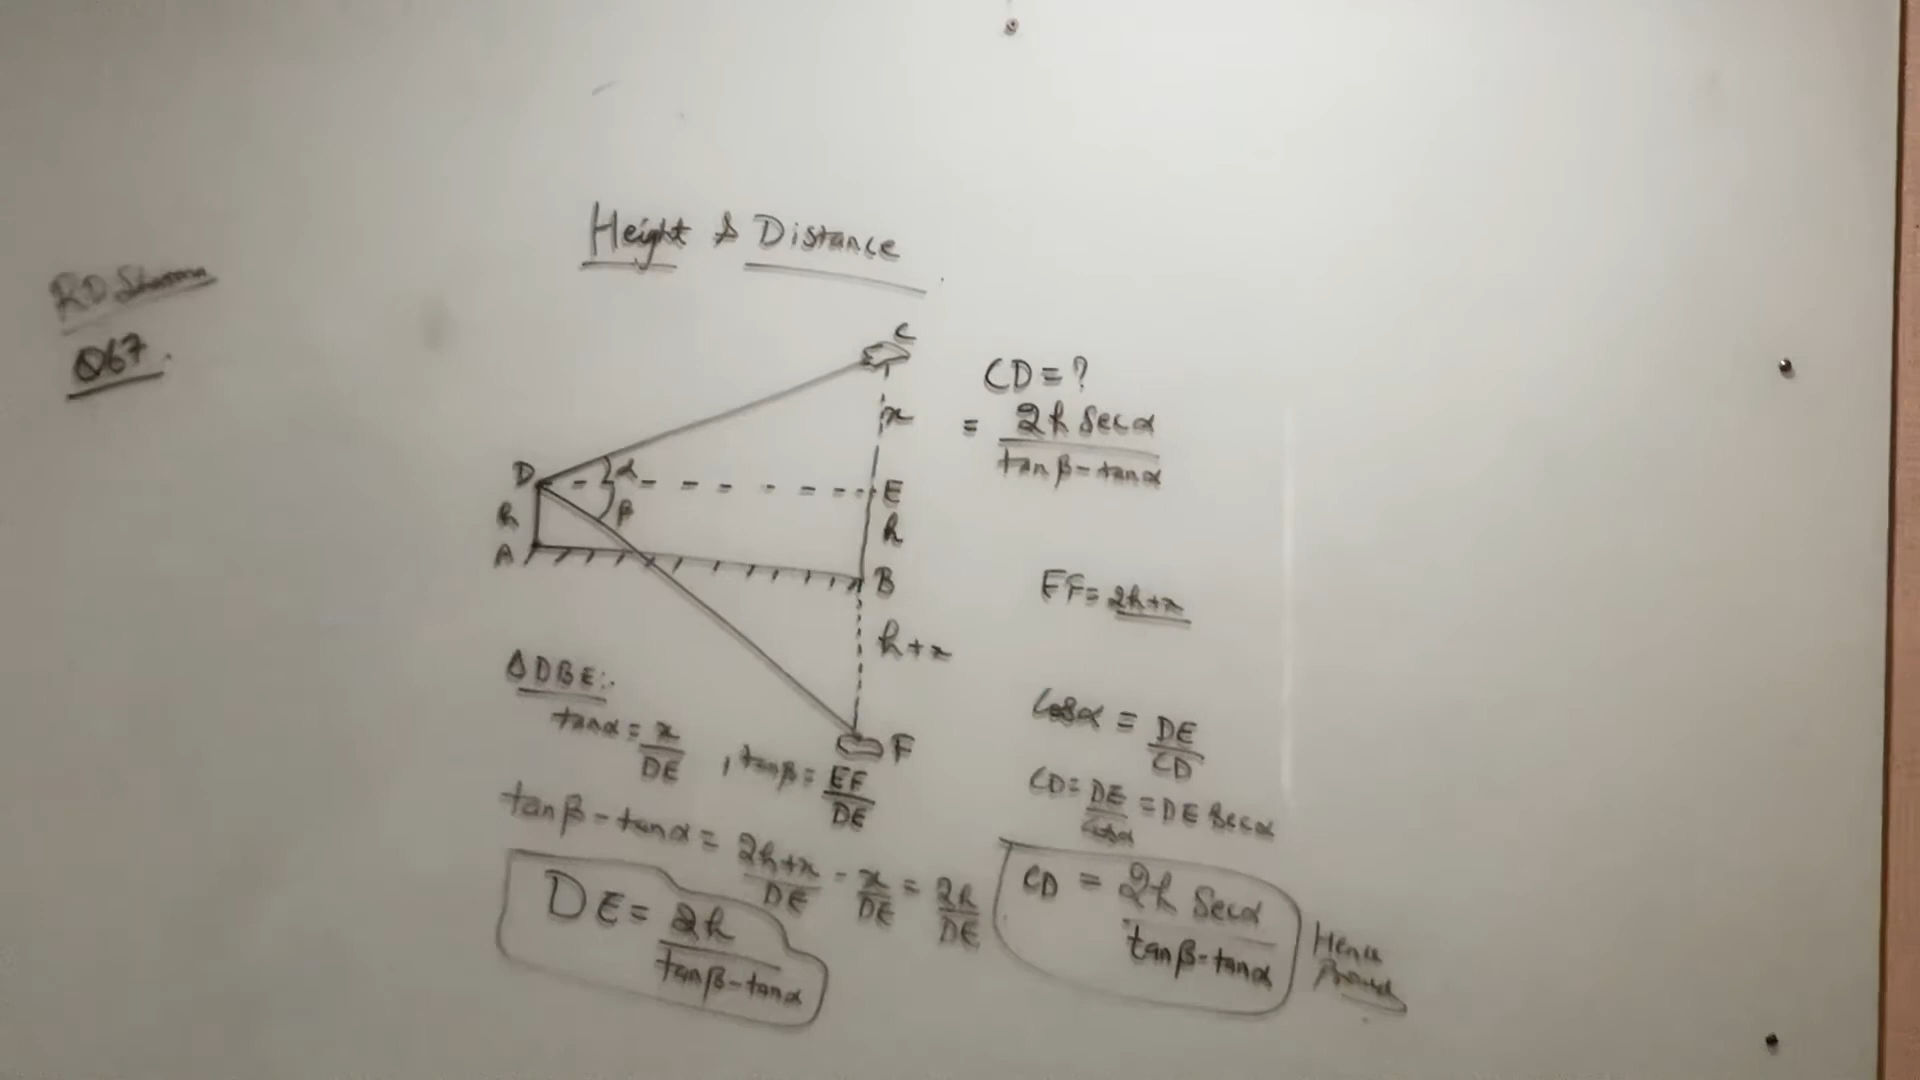 RD Sharma
Q67.
Height & Distance
C
CD = ?
x
= 2h Secα / tanβ - tanα
D
α
E
h
β
h
A
B
EF = 2h+x
h+x
ΔDBE:.
F
tanα = x/DE , tanβ = EF/DE
Cosα = DE/CD
CD = DE/Cosα = DE Secα
tanβ - tanα = 2h+x/DE - x/DE = 2h/DE
DE = 2h / tanβ - tanα
CD = 2h Secα / tanβ - tanα
Hence
Proved